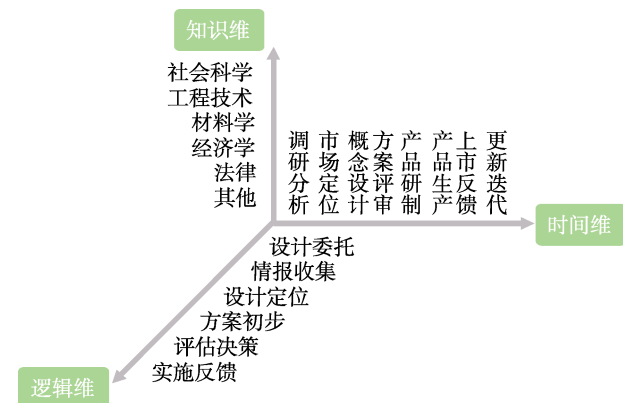 知识维
社会科学
工程技术
材料学
经济学
法律
其他
调研分析
市场定位
概念设计
方案评审
产品研制
产品生产
上市反馈
更新迭代
时间维
设计委托
情报收集
设计定位
方案初步
评估决策
实施反馈
逻辑维